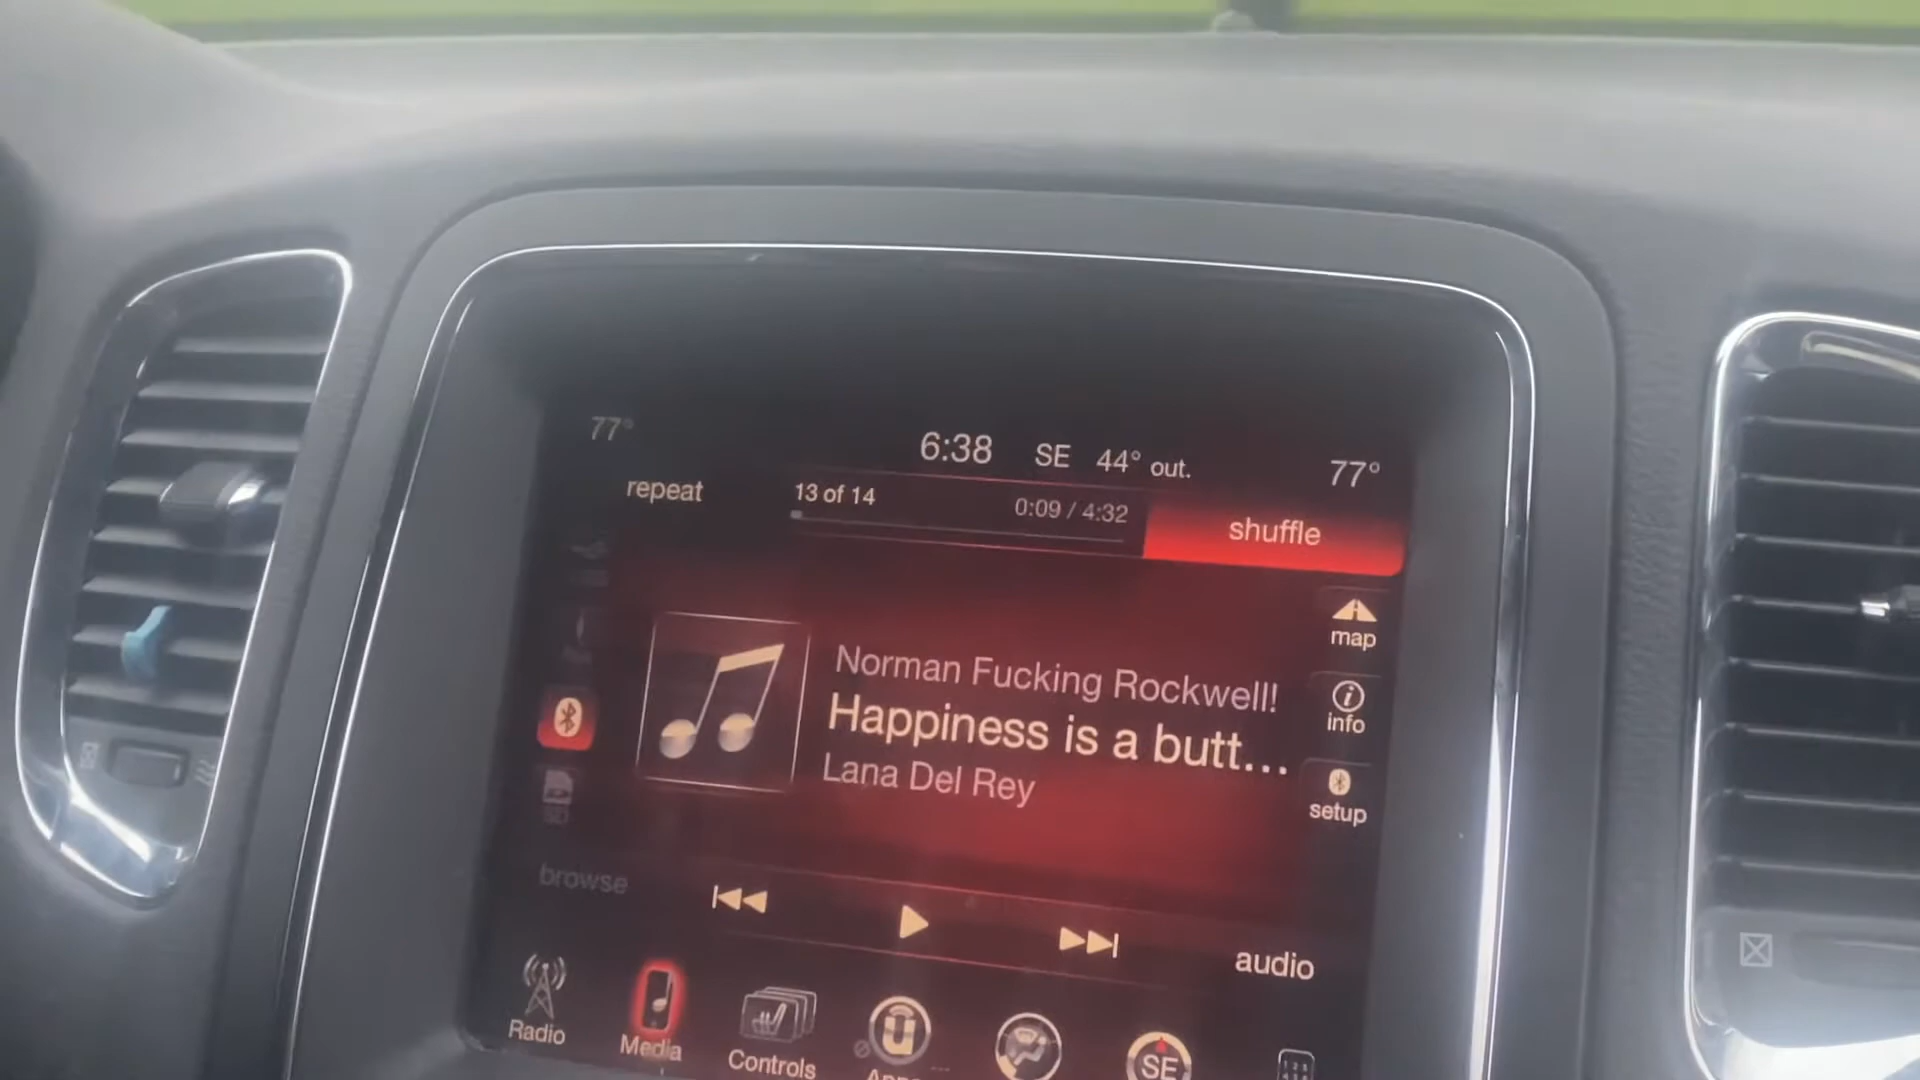 77° 6:38 SE 44° out. 77°
repeat 13 of 14 0:09 / 4:32 shuffle
map
Norman Fucking Rockwell!
Happiness is a butt...
Lana Del Rey
info
setup
browse
audio
Radio Media Controls
SE